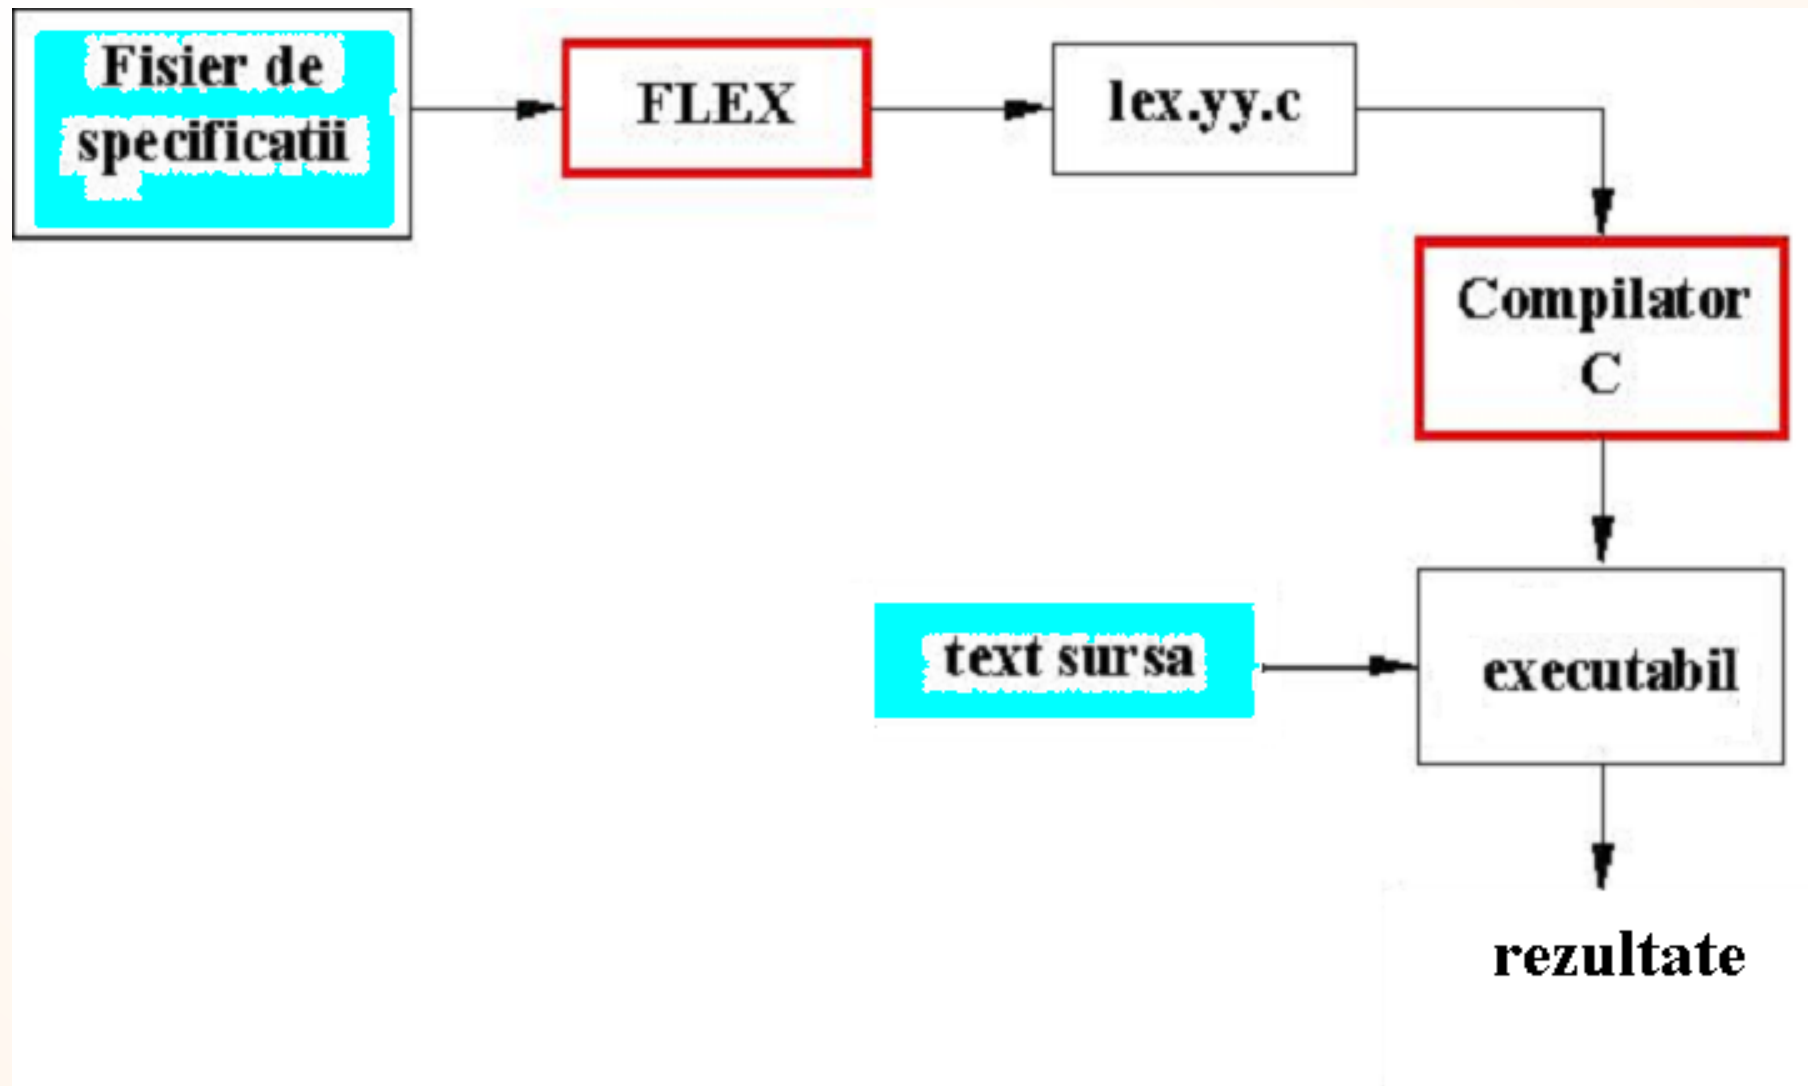 Fisier de
specificatii
FLEX
lex.yy.c
Compilator
C
text sursa
executabil
rezultate